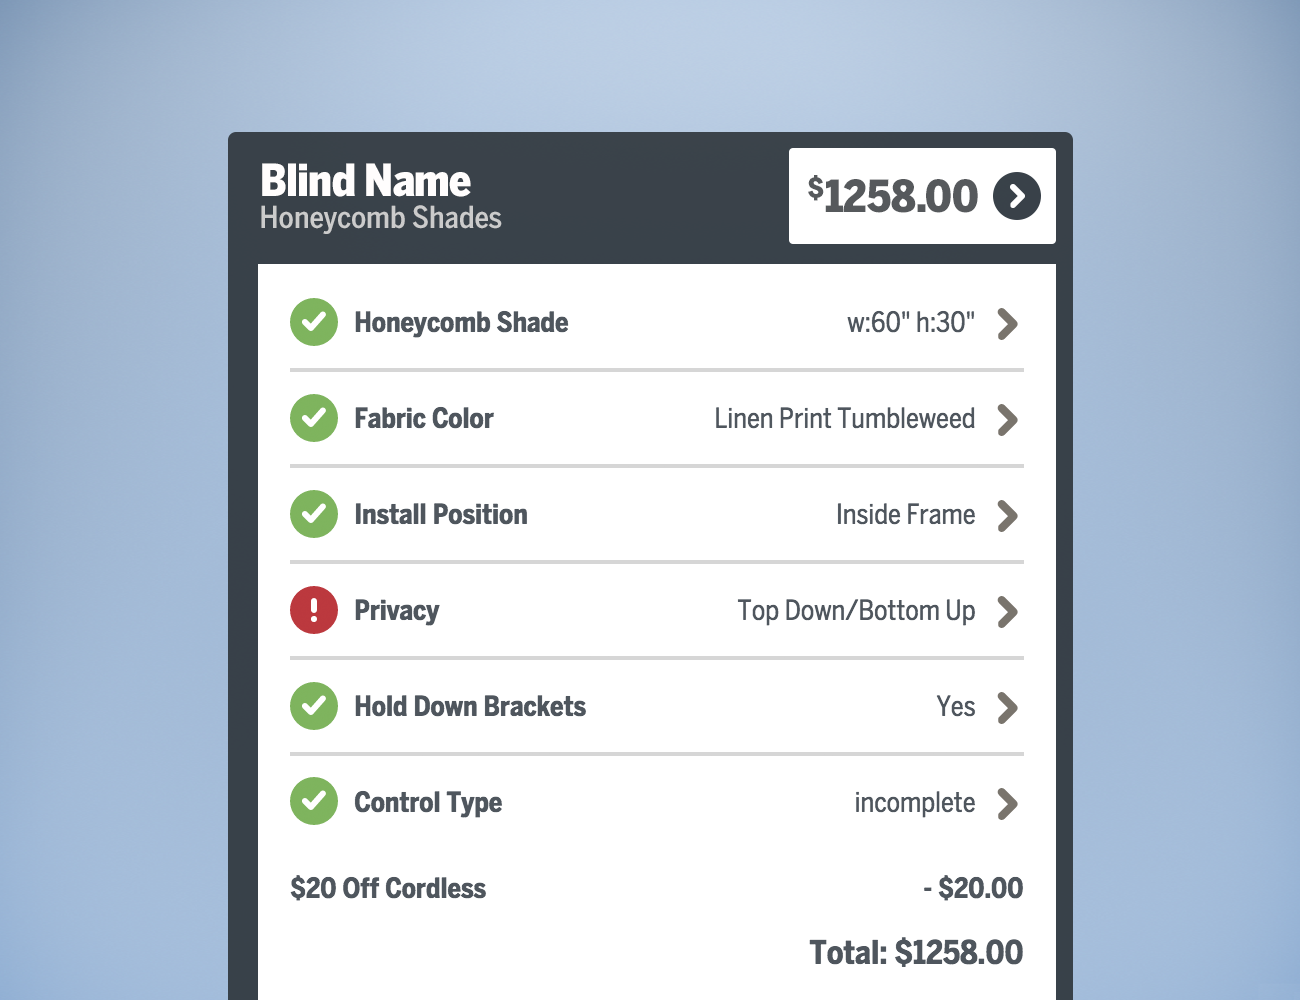 Blind Name
Honeycomb Shades
$1258.00
Honeycomb Shade w:60" h:30"
Fabric Color Linen Print Tumbleweed
Install Position Inside Frame
Privacy Top Down/Bottom Up
Hold Down Brackets Yes
Control Type incomplete
$20 Off Cordless - $20.00
Total: $1258.00